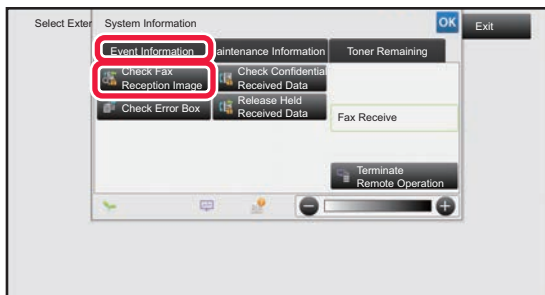 Select Exter
System Information
OK
Exit
Event Information
aintenance Information
Toner Remaining
Check Fax
Reception Image
Check Confidential
Received Data
Check Error Box
Release Held
Received Data
Fax Receive
Terminate
Remote Operation